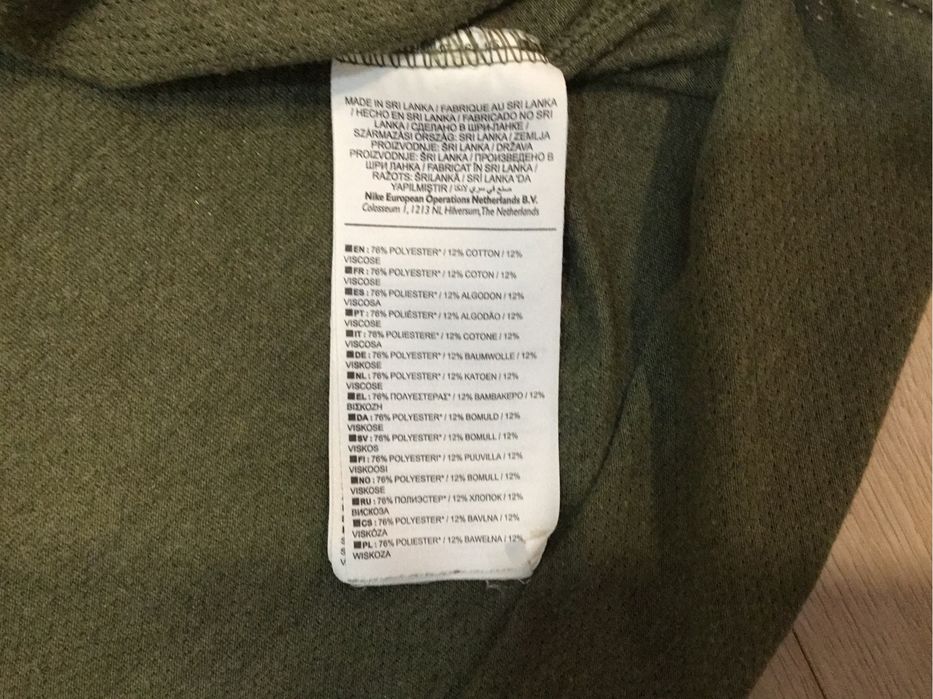 MADE IN SRI LANKA / FABRIQUE AU SRI LANKA
/ HECHO EN SRI LANKA / FABRICADO NO SRI
LANKA / СДЕЛАНО В ШРИ-ЛАНКЕ /
SZÁRMAZÁSI ORSZÁG: SRI LANKA / ZEMLJA
PROIZVODNJE: ŠRI LANKA / DRŽAVA
PROIZVODNJE: ŠRI LANKA / ПРОИЗВЕДЕНО В
ШРИ ЛАНКА / FABRICAT ÎN SRI LANKA /
RAŽOTS: ŠRILANKĀ / SRİ LANKA'DA
YAPILMIŞTIR / صنع في سري لانكا
Nike European Operations Netherlands B.V.
Colosseum 1, 1213 NL Hilversum, The Netherlands
EN : 76% POLYESTER* / 12% COTTON / 12%
VISCOSE
FR : 76% POLYESTER* / 12% COTON / 12%
VISCOSE
ES : 76% POLIESTER* / 12% ALGODON / 12%
VISCOSA
PT : 76% POLIÉSTER* / 12% ALGODÃO / 12%
VISCOSE
IT : 76% POLIESTERE* / 12% COTONE / 12%
VISCOSA
DE : 76% POLYESTER* / 12% BAUMWOLLE / 12%
VISKOSE
NL : 76% POLYESTER* / 12% KATOEN / 12%
VISCOSE
EL : 76% ΠΟΛΥΕΣΤΕΡΑΣ* / 12% ΒΑΜΒΑΚΕΡΟ / 12%
ΒΙΣΚΟΖΗ
DA : 76% POLYESTER* / 12% BOMULD / 12%
VISKOSE
SV : 76% POLYESTER* / 12% BOMULL / 12%
VISKOS
FI : 76% POLYESTERI* / 12% PUUVILLA / 12%
VISKOOSI
NO : 76% POLYESTER* / 12% BOMULL / 12%
VISKOSE
RU : 76% ПОЛИЭСТЕР* / 12% ХЛОПОК / 12%
ВИСКОЗА
CS : 76% POLYESTER* / 12% BAVLNA / 12%
VISKÓZA
PL : 76% POLIESTER* / 12% BAWEŁNA / 12%
WISKOZA